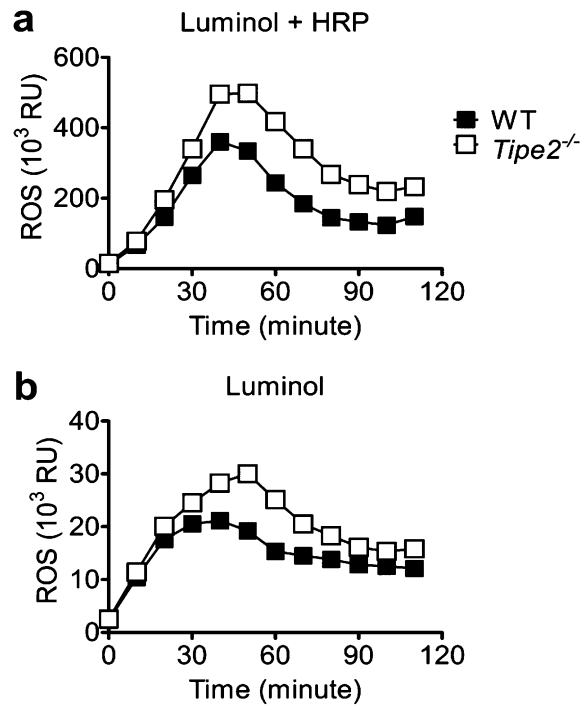 a
Luminol + HRP
600
400
200
0
ROS (10³ RU)
0 30 60 90 120
Time (minute)
WT
Tipe2⁻/⁻
b
Luminol
40
30
20
10
0
ROS (10³ RU)
0 30 60 90 120
Time (minute)